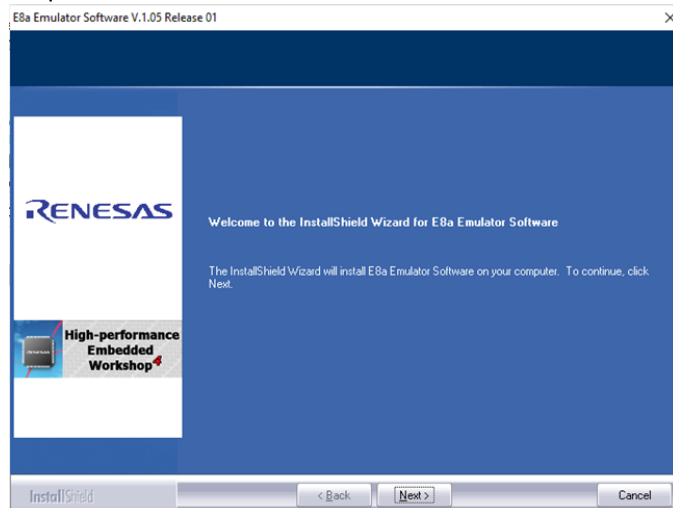 E8a Emulator Software V.1.05 Release 01
RENESAS
Welcome to the InstallShield Wizard for E8a Emulator Software
The InstallShield Wizard will install E8a Emulator Software on your computer. To continue, click
Next.
High-performance
Embedded
Workshop 4
InstallShield
< Back
Next >
Cancel